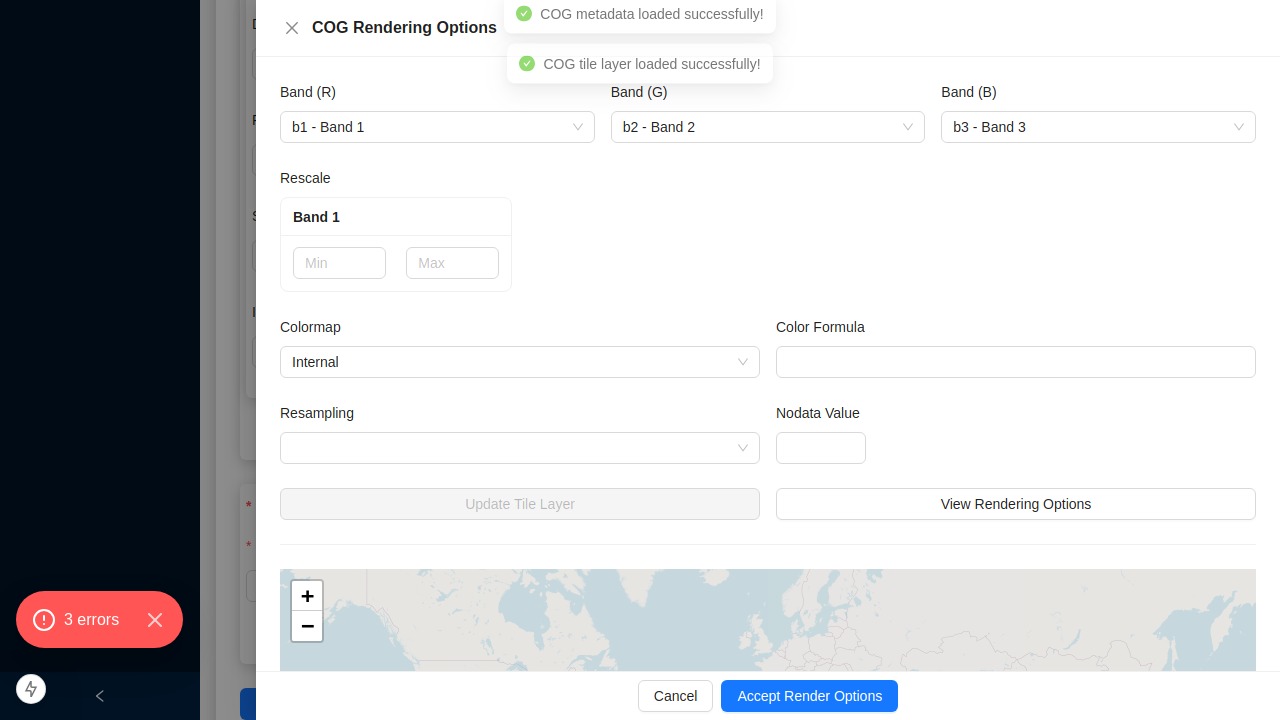 COG Rendering Options
COG metadata loaded successfully!
COG tile layer loaded successfully!
Band (R)
Band (G)
Band (B)
b1 - Band 1
b2 - Band 2
b3 - Band 3
Rescale
Band 1
Min
Max
Colormap
Color Formula
Internal
Resampling
Nodata Value
Update Tile Layer
View Rendering Options
+
−
3 errors
Cancel
Accept Render Options